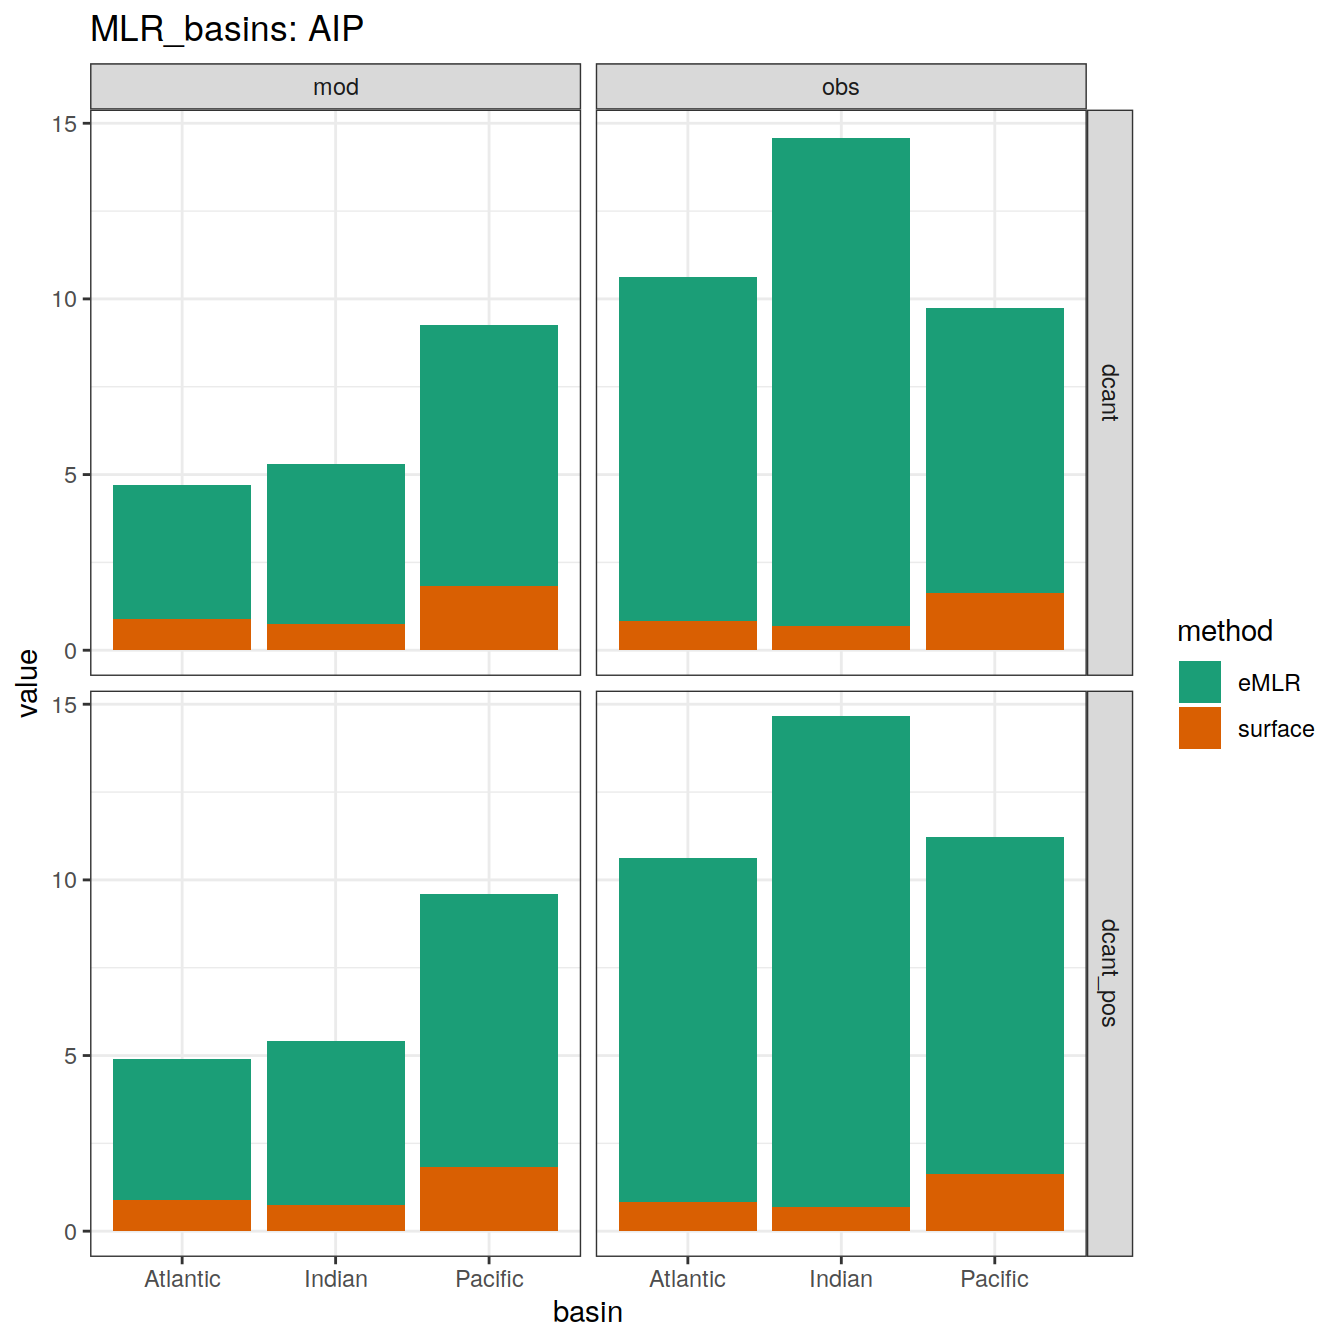 MLR_basins: AIP
mod
obs
15
10
5
0
dcant
15
10
5
0
dcant_pos
value
Atlantic
Indian
Pacific
Atlantic
Indian
Pacific
basin
method
eMLR
surface